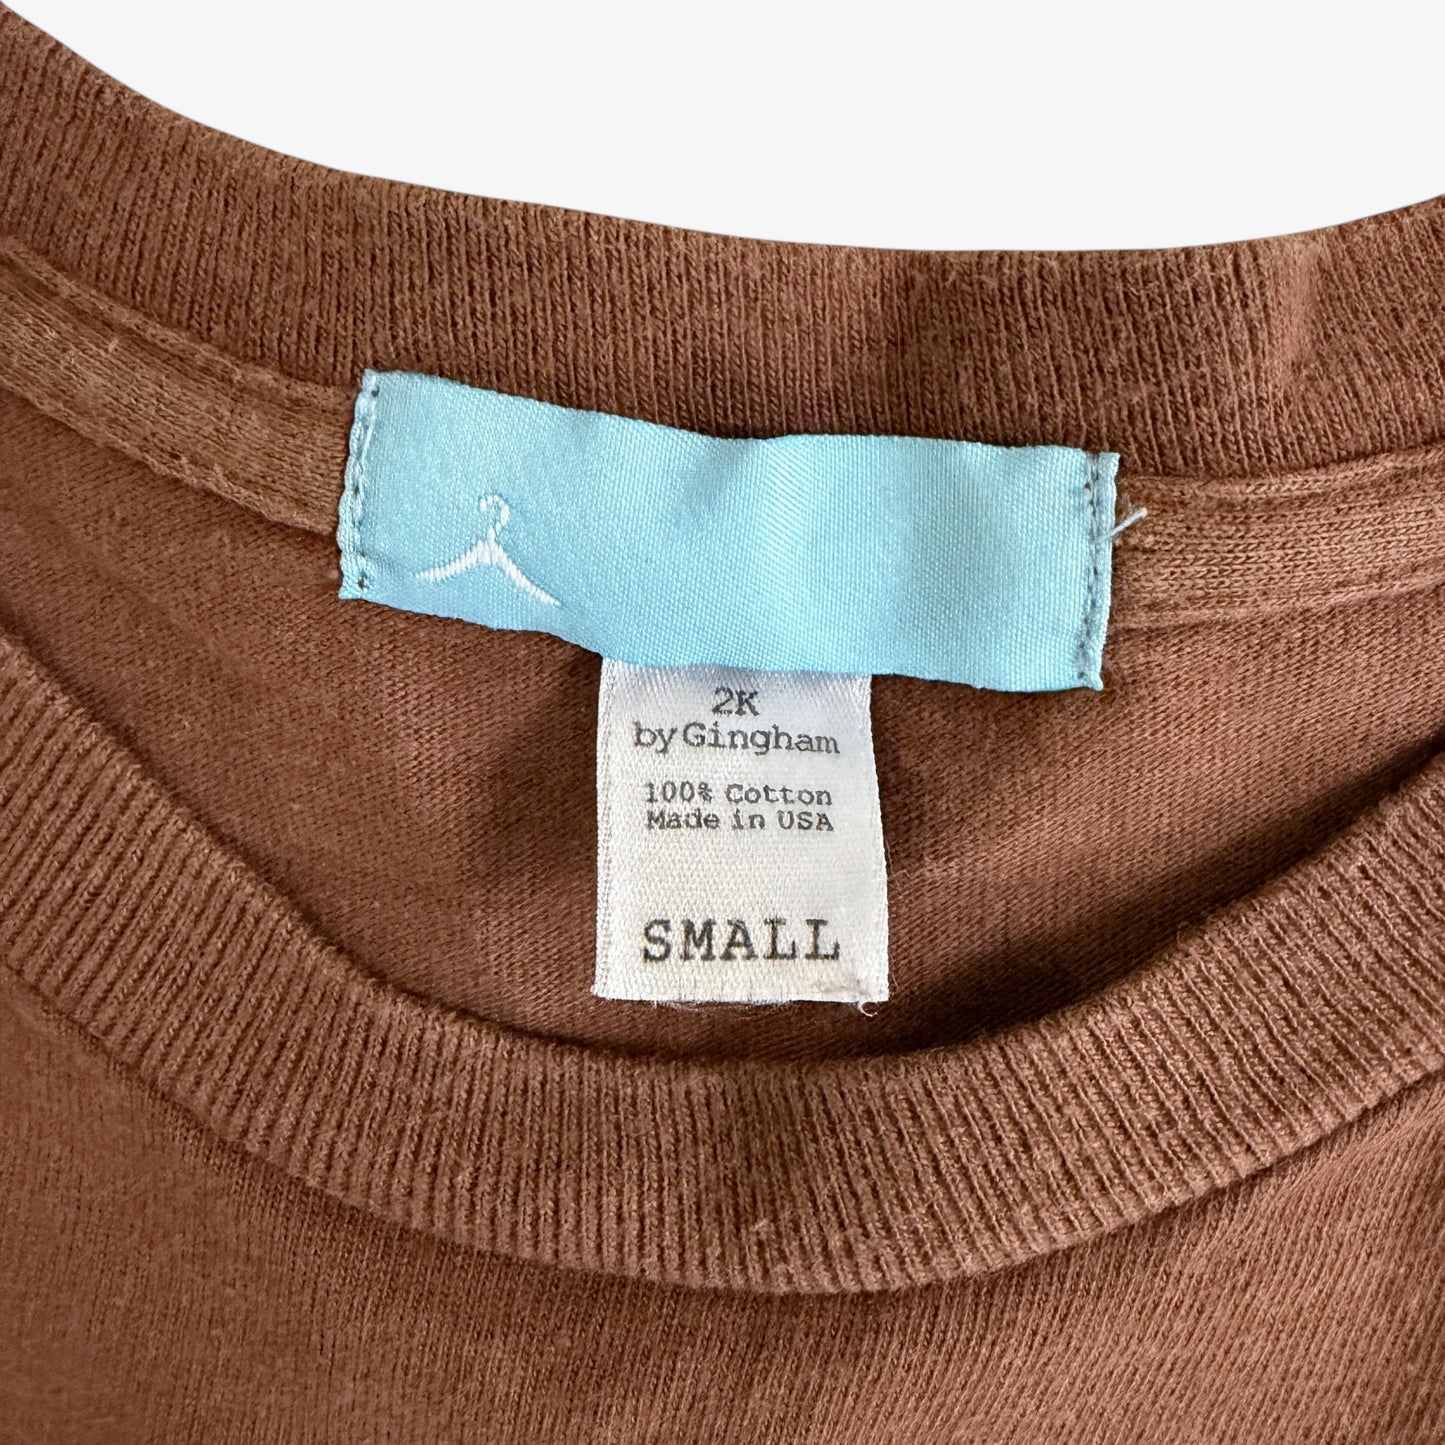 2K
by Gingham
100% Cotton
Made in USA
SMALL